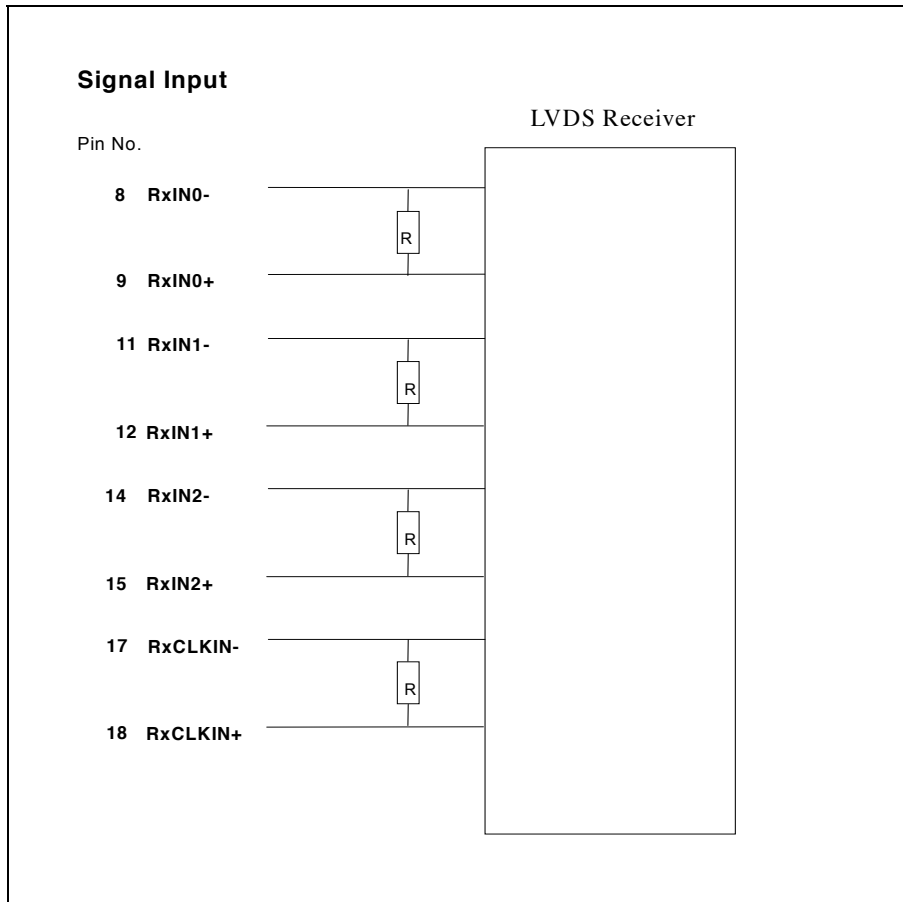 Signal Input
LVDS Receiver
Pin No.
8 RxIN0-
R
9 RxIN0+
11 RxIN1-
R
12 RxIN1+
14 RxIN2-
R
15 RxIN2+
17 RxCLKIN-
R
18 RxCLKIN+